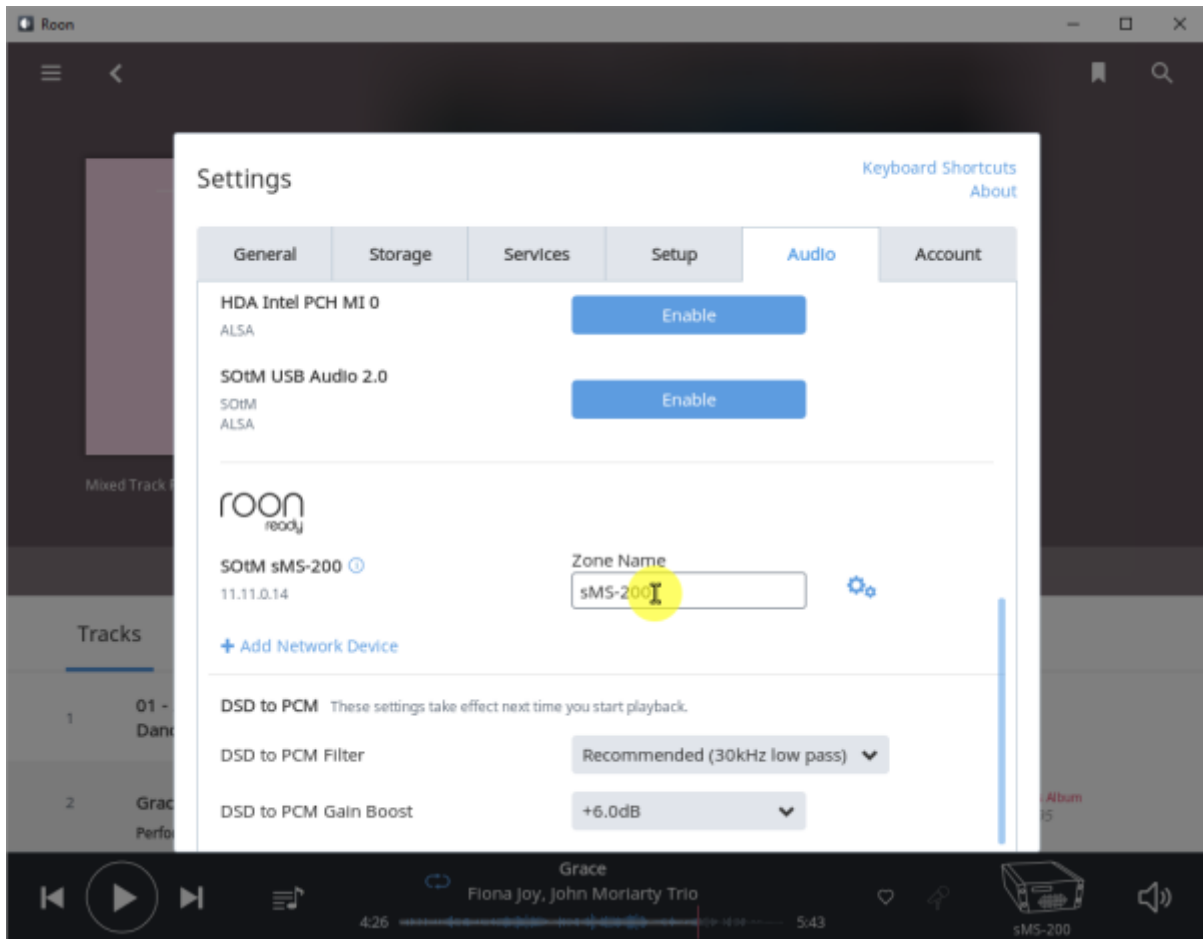 Roon
Settings
Keyboard Shortcuts
About
General Storage Services Setup Audio Account
HDA Intel PCH MI 0
ALSA
Enable
SOtM USB Audio 2.0
SOtM
ALSA
Enable
roon
ready
SOtM sMS-200
11.11.0.14
Zone Name
sMS-200
+ Add Network Device
DSD to PCM These settings take effect next time you start playback.
DSD to PCM Filter
Recommended (30kHz low pass)
DSD to PCM Gain Boost
+6.0dB
Mixed Track
Tracks
1
01 -
Danc
2
Grac
Perfo
Album
Grace
Fiona Joy, John Moriarty Trio
4:26
5:43
sMS-200